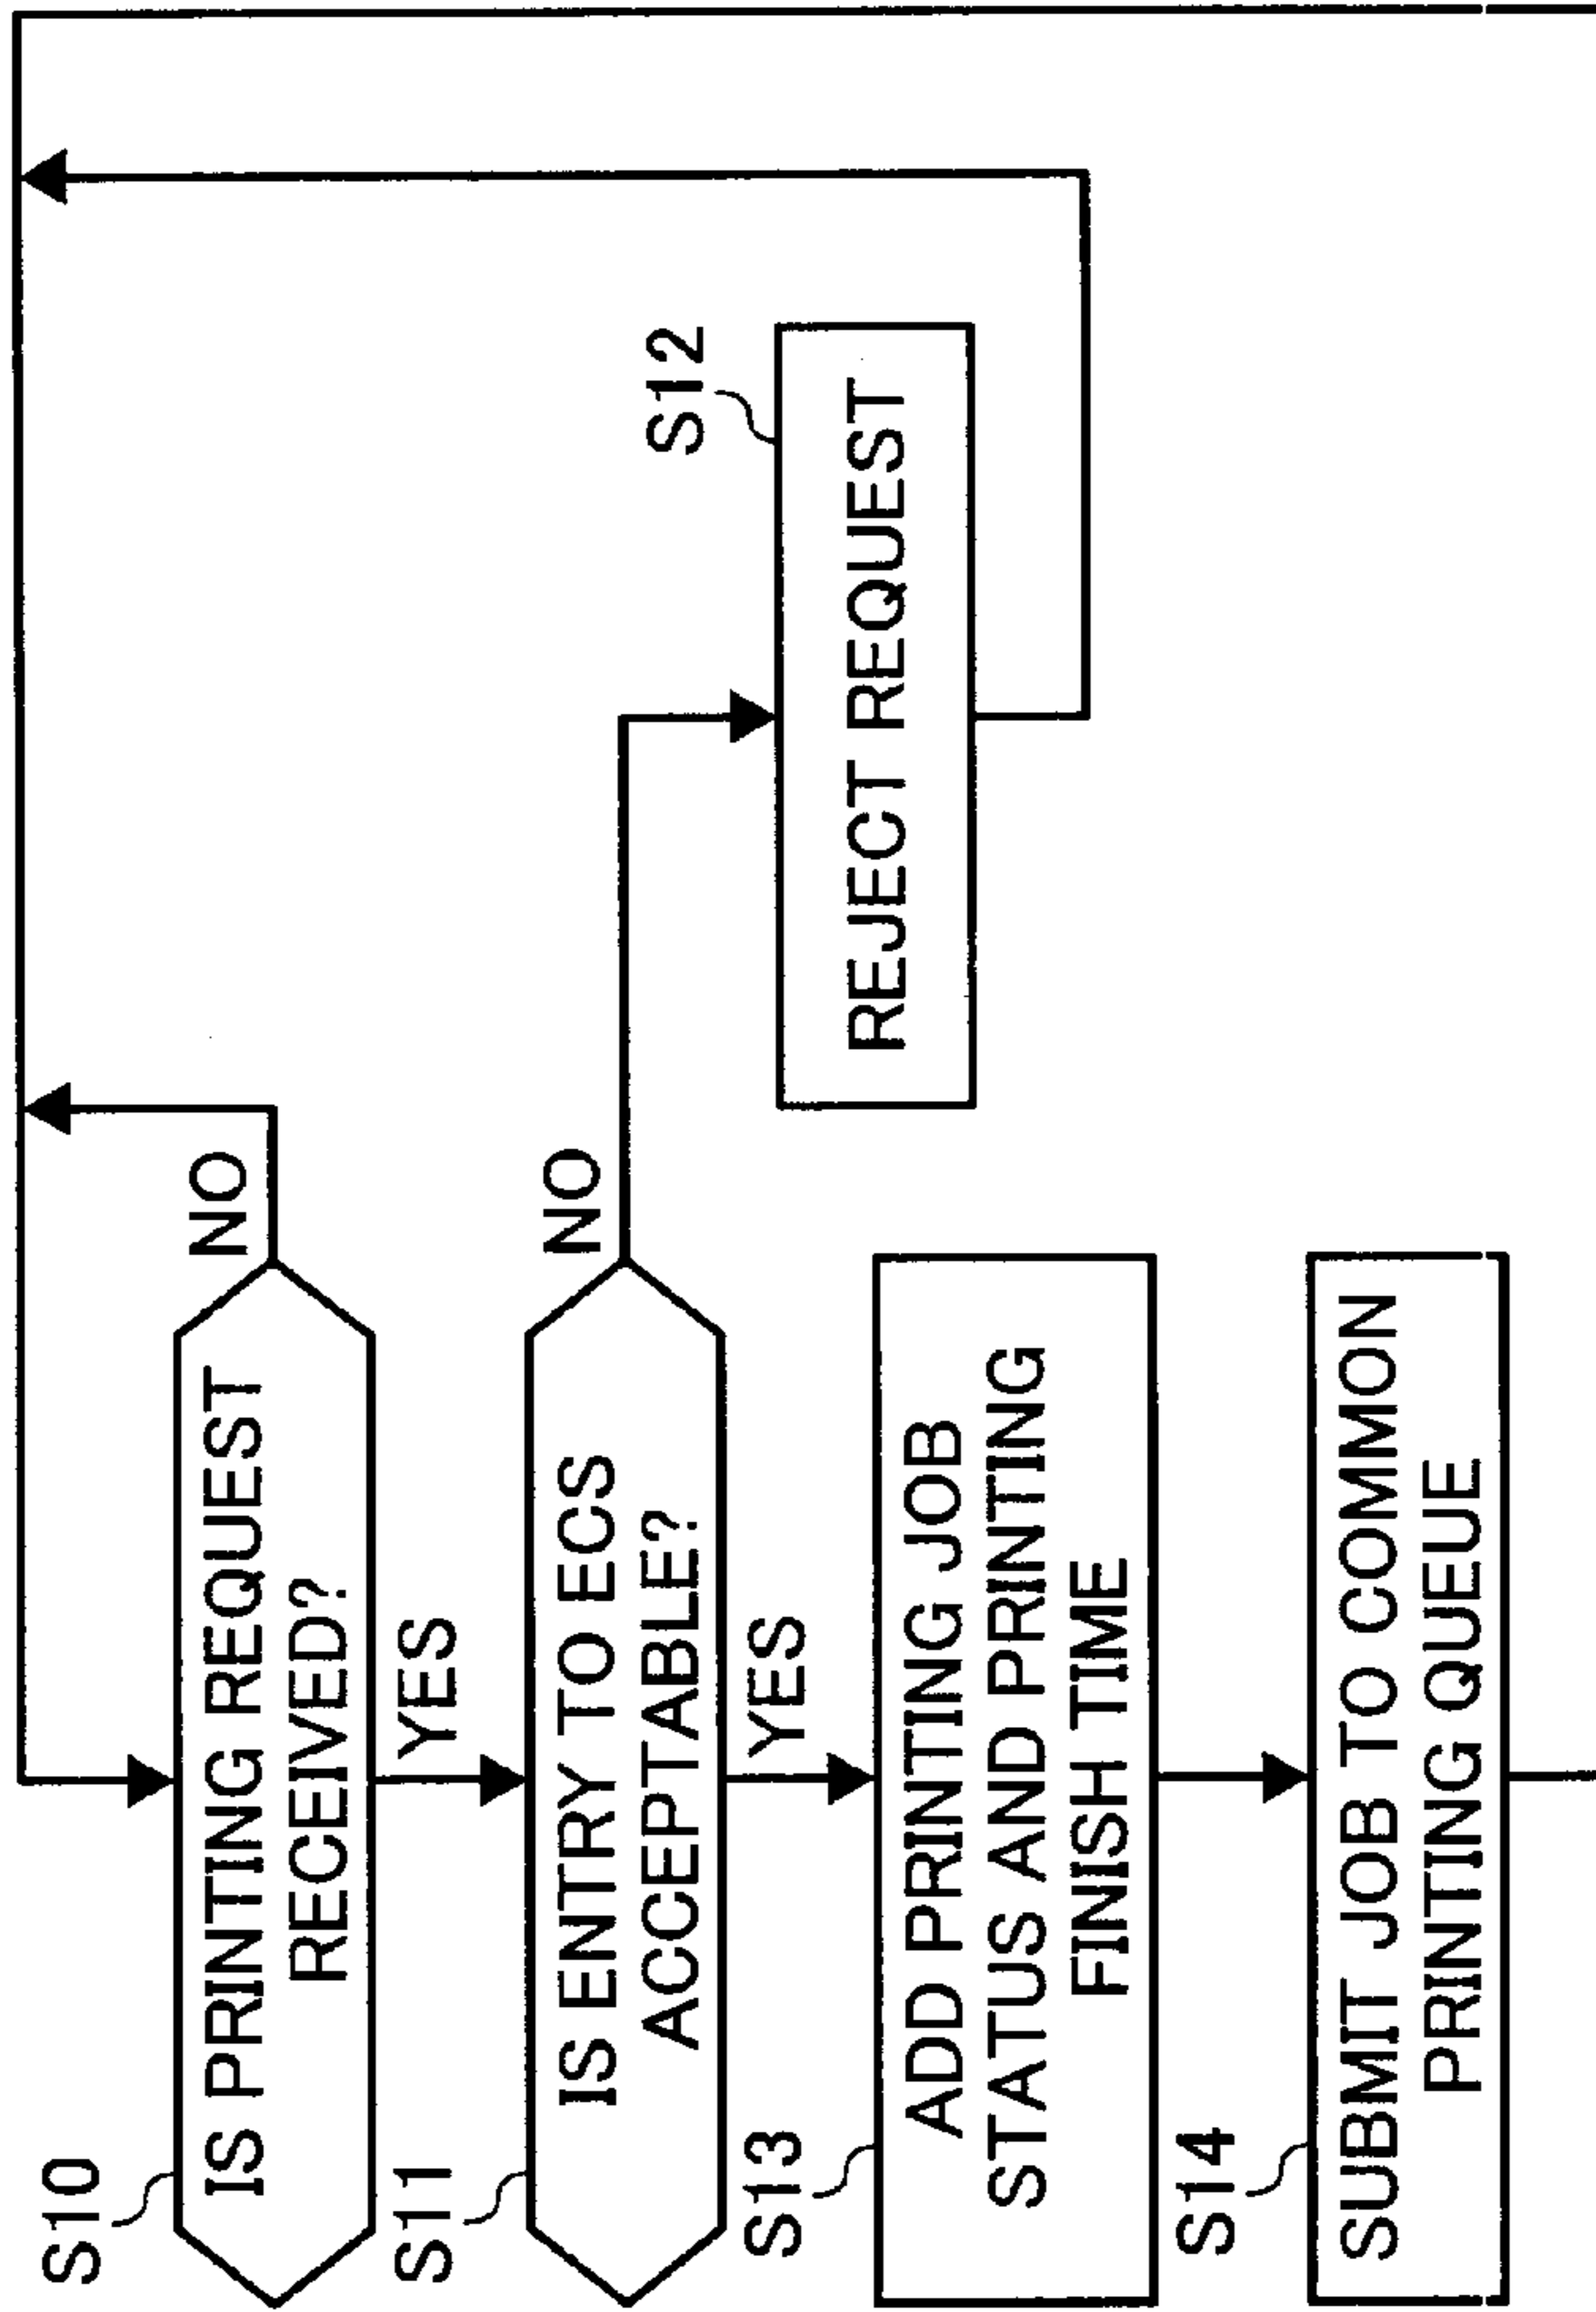 S10
IS PRINTING REQUEST
RECEIVED?
NO
YES
S11
IS ENTRY TO ECS
ACCEPTABLE?
NO
YES
S12
REJECT REQUEST
S13
ADD PRINTING JOB
STATUS AND PRINTING
FINISH TIME
S14
SUBMIT JOB TO COMMON
PRINTING QUEUE